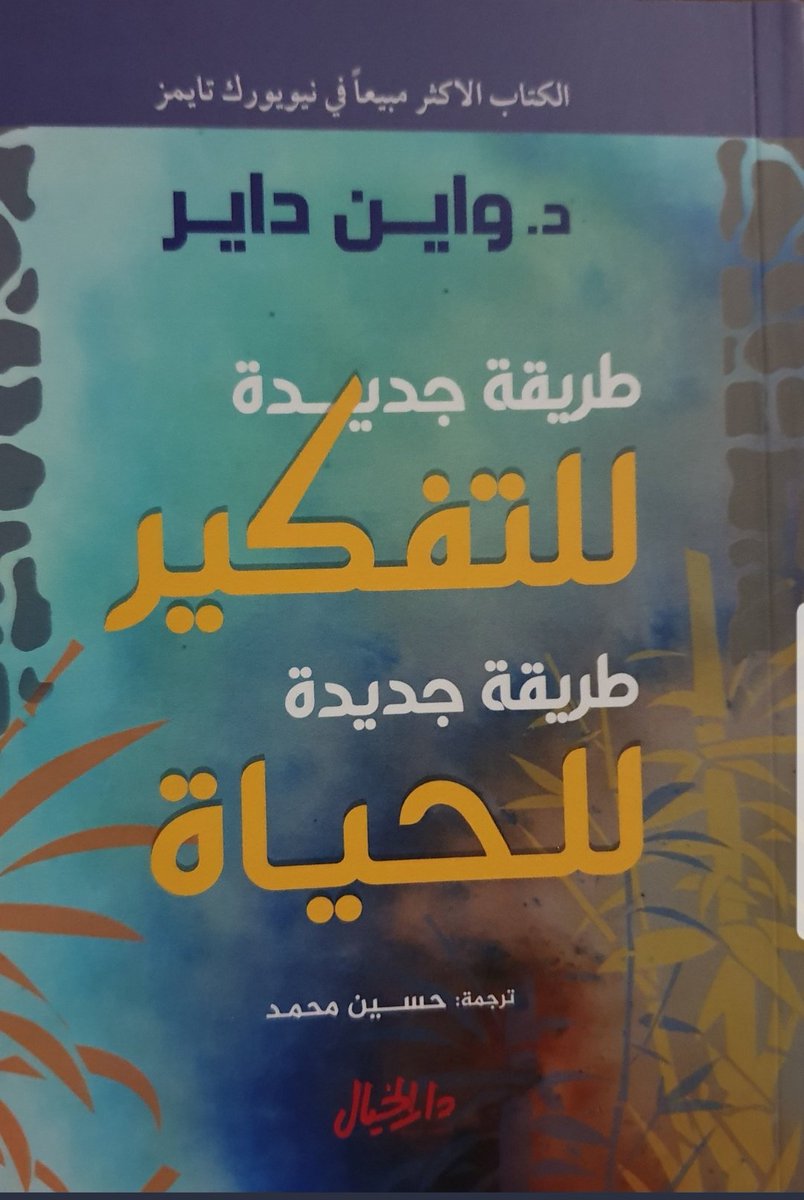 الكتاب الاكثر مبيعاً في نيويورك تايمز
د. واين داير
طريقة جديدة
للتفكير
طريقة جديدة
للحياة
ترجمة: حسين محمد
دار الخيال